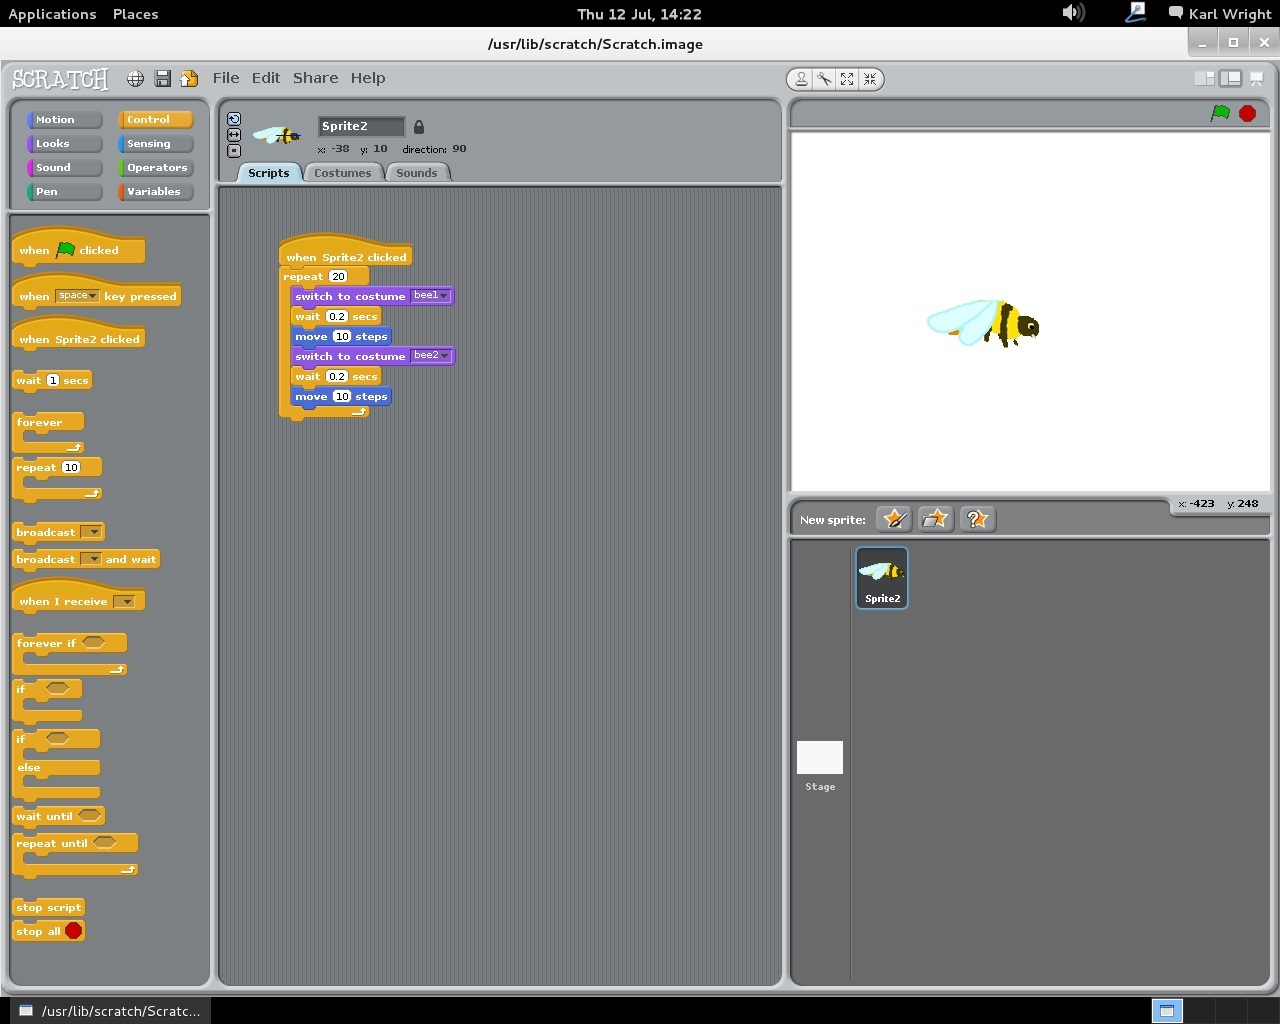 Applications Places Thu 12 Jul, 14:22 Karl Wright
/usr/lib/scratch/Scratch.image
SCRATCH File Edit Share Help
Motion Control
Looks Sensing
Sound Operators
Pen Variables
when clicked
when space key pressed
when Sprite2 clicked
wait 1 secs
forever
repeat 10
broadcast
broadcast and wait
when I receive
forever if
if
if
else
wait until
repeat until
stop script
stop all
Sprite2
x: -38 y: 10 direction: 90
Scripts Costumes Sounds
when Sprite2 clicked
repeat 20
switch to costume bee1
wait 0.2 secs
move 10 steps
switch to costume bee2
wait 0.2 secs
move 10 steps
x: -423 y: 248
New sprite:
Sprite2
Stage
/usr/lib/scratch/Scratc...